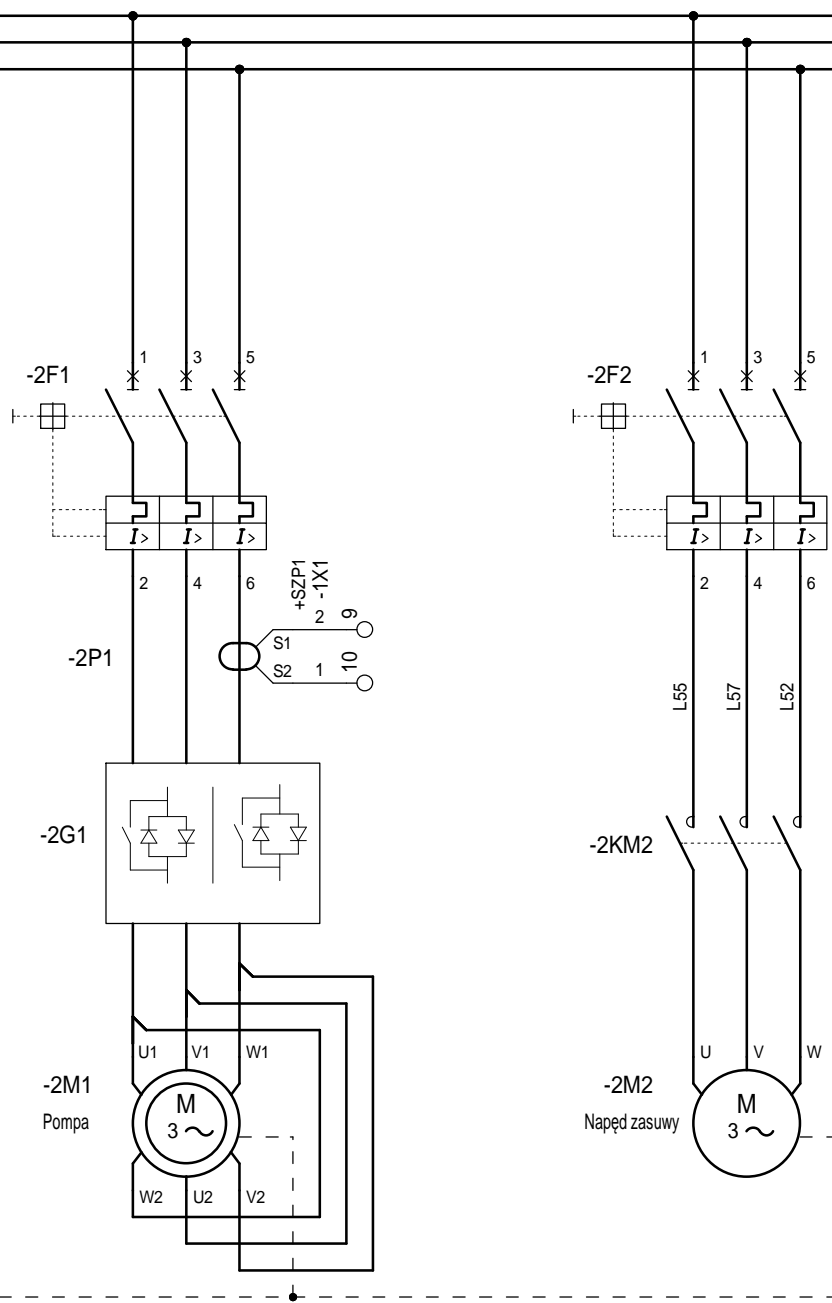 1 3 5
-2F1
I> I> I>
2 4 6
+SZP1
-1X1
2 9
S1
-2P1
S2 1 10
-2G1
U1 V1 W1
-2M1
Pompa
M
3
W2 U2 V2
1 3 5
-2F2
I> I> I>
2 4 6
L55 L57 L52
-2KM2
U V W
-2M2
Napęd zasuwy
M
3